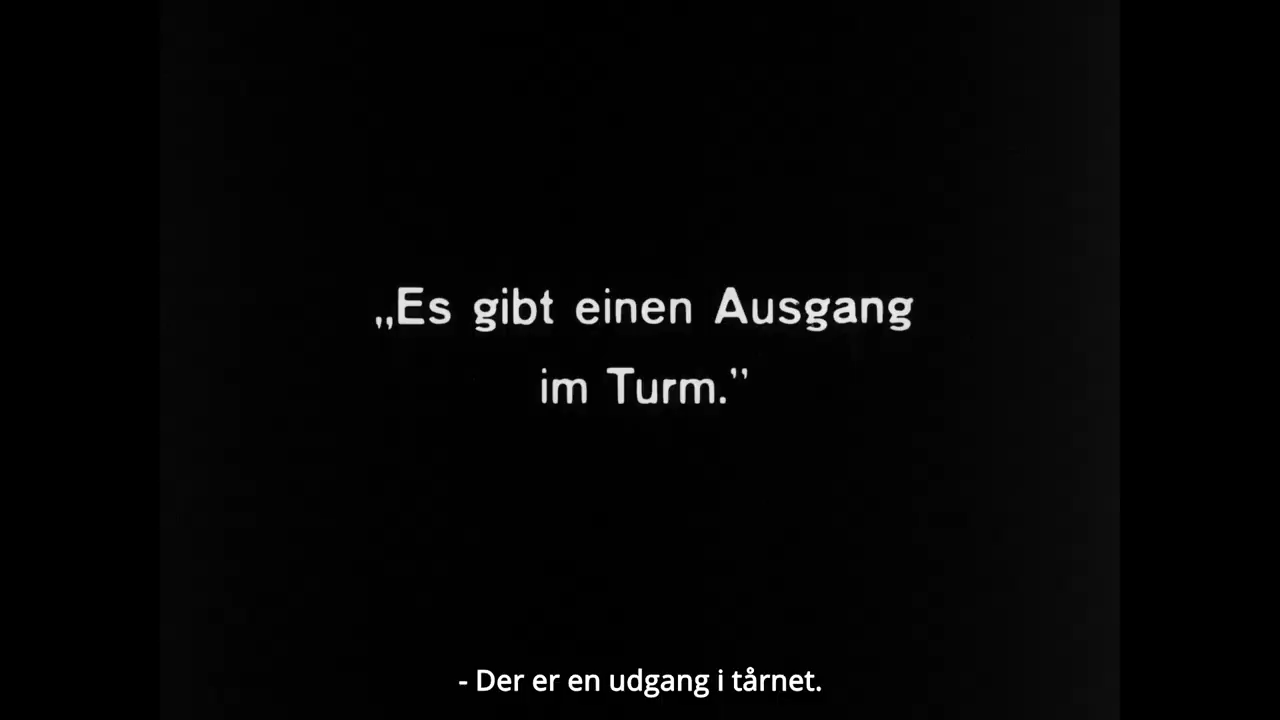 „Es gibt einen Ausgang
im Turm.”
- Der er en udgang i tårnet.